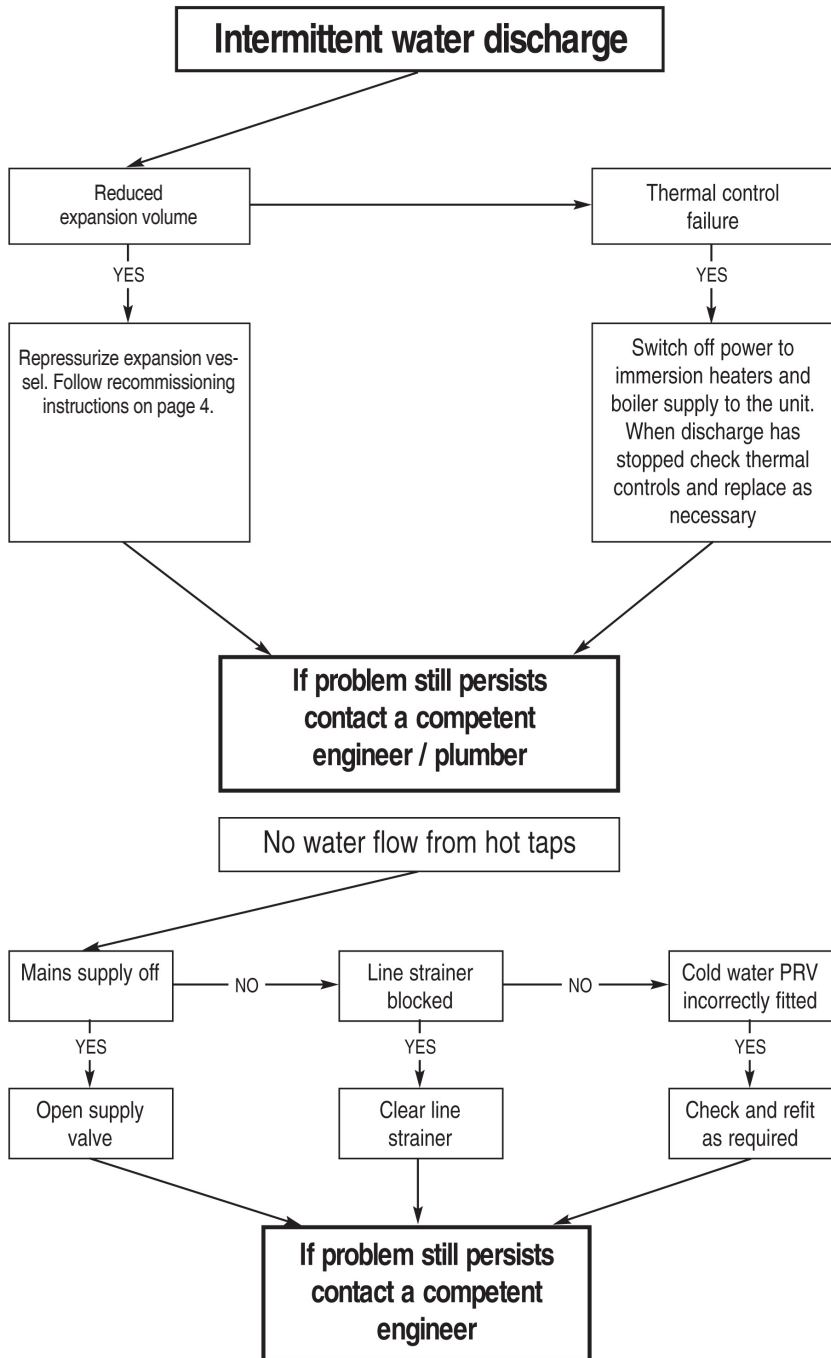 Intermittent water discharge
Reduced
expansion volume
Thermal control
failure
YES
YES
Repressurize expansion ves-
sel. Follow recommissioning
instructions on page 4.
Switch off power to
immersion heaters and
boiler supply to the unit.
When discharge has
stopped check thermal
controls and replace as
necessary
If problem still persists
contact a competent
engineer / plumber
No water flow from hot taps
Mains supply off
NO
Line strainer
blocked
NO
Cold water PRV
incorrectly fitted
YES
YES
YES
Open supply
valve
Clear line
strainer
Check and refit
as required
If problem still persists
contact a competent
engineer